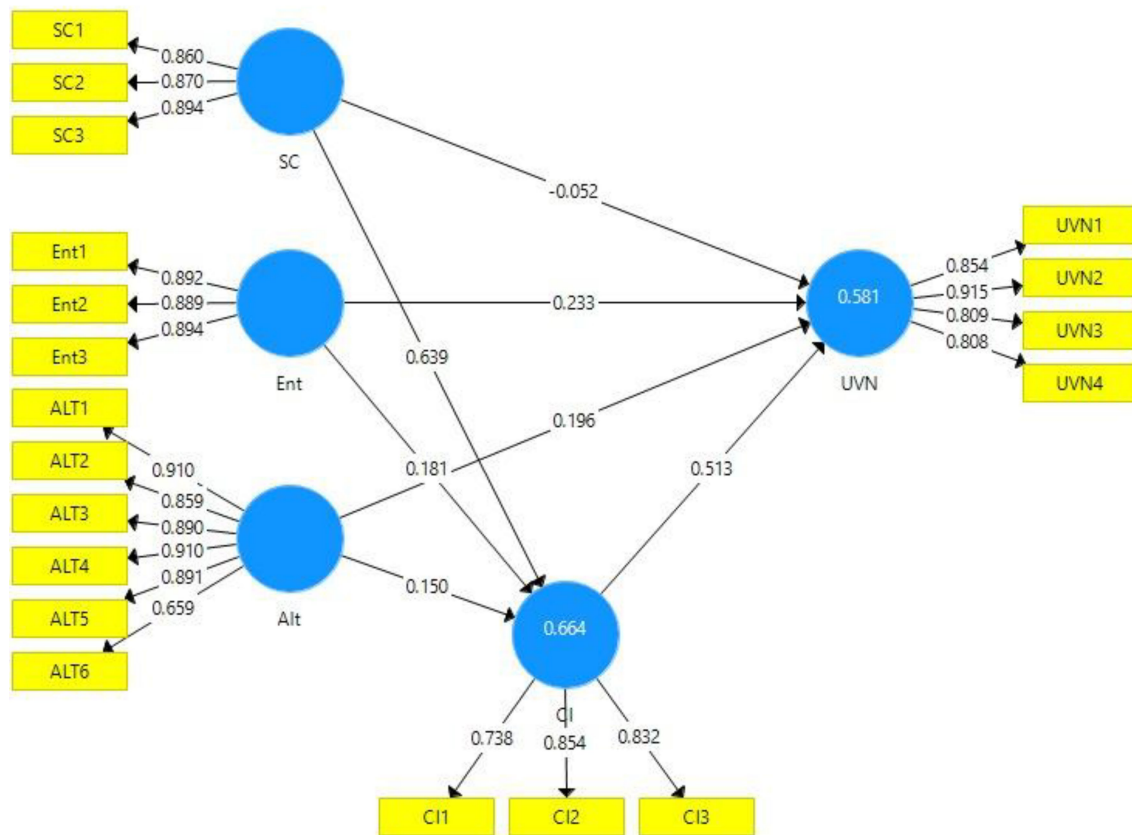 SC1
SC2
SC3
0.860
0.870
0.894
SC
-0.052
Ent1
Ent2
Ent3
0.892
0.889
0.894
Ent
0.233
0.639
0.181
ALT1
ALT2
ALT3
ALT4
ALT5
ALT6
0.910
0.859
0.890
0.910
0.891
0.659
Alt
0.196
0.150
0.513
0.581
UVN
0.854
0.915
0.809
0.808
UVN1
UVN2
UVN3
UVN4
0.664
CI
0.738
0.854
0.832
CI1
CI2
CI3